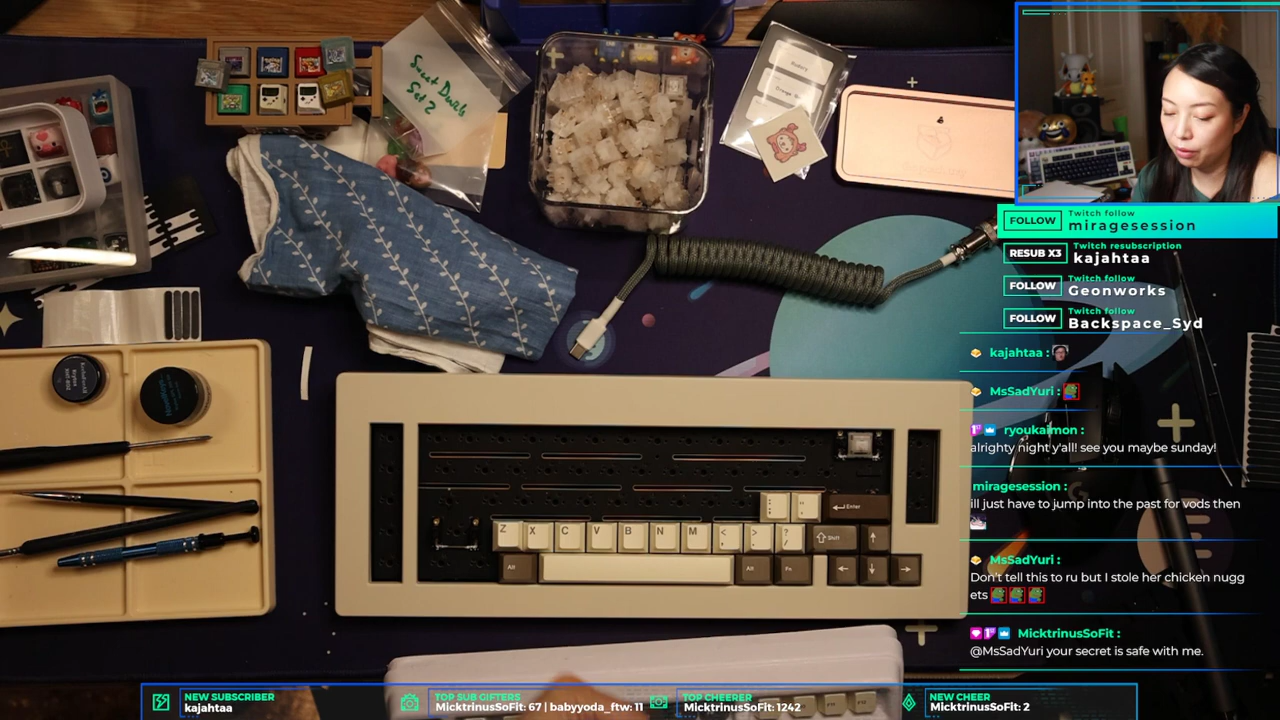 Sweet Dwarfs
Set 2
FOLLOW
Twitch follow
miragesession
RESUB X3
Twitch resubscription
kajahtaa
FOLLOW
Twitch follow
Geonworks
FOLLOW
Twitch follow
Backspace_Syd
kajahtaa :
MsSadYuri :
ryoukaimon :
alrighty night y'all! see you maybe sunday!
miragesession :
ill just have to jump into the past for vods then
MsSadYuri :
Don't tell this to ru but I stole her chicken nugg
ets
MicktrinusSoFit :
@MsSadYuri your secret is safe with me.
: ;
" '
Enter
Z X C V B N M < > ? /
Shift ↑
Alt
Alt Fn ← ↓ →
NEW SUBSCRIBER
kajahtaa
TOP SUB GIFTERS
MicktrinusSoFit: 67 | babyyoda_ftw: 11
TOP CHEERER
MicktrinusSoFit: 1242
NEW CHEER
MicktrinusSoFit: 2